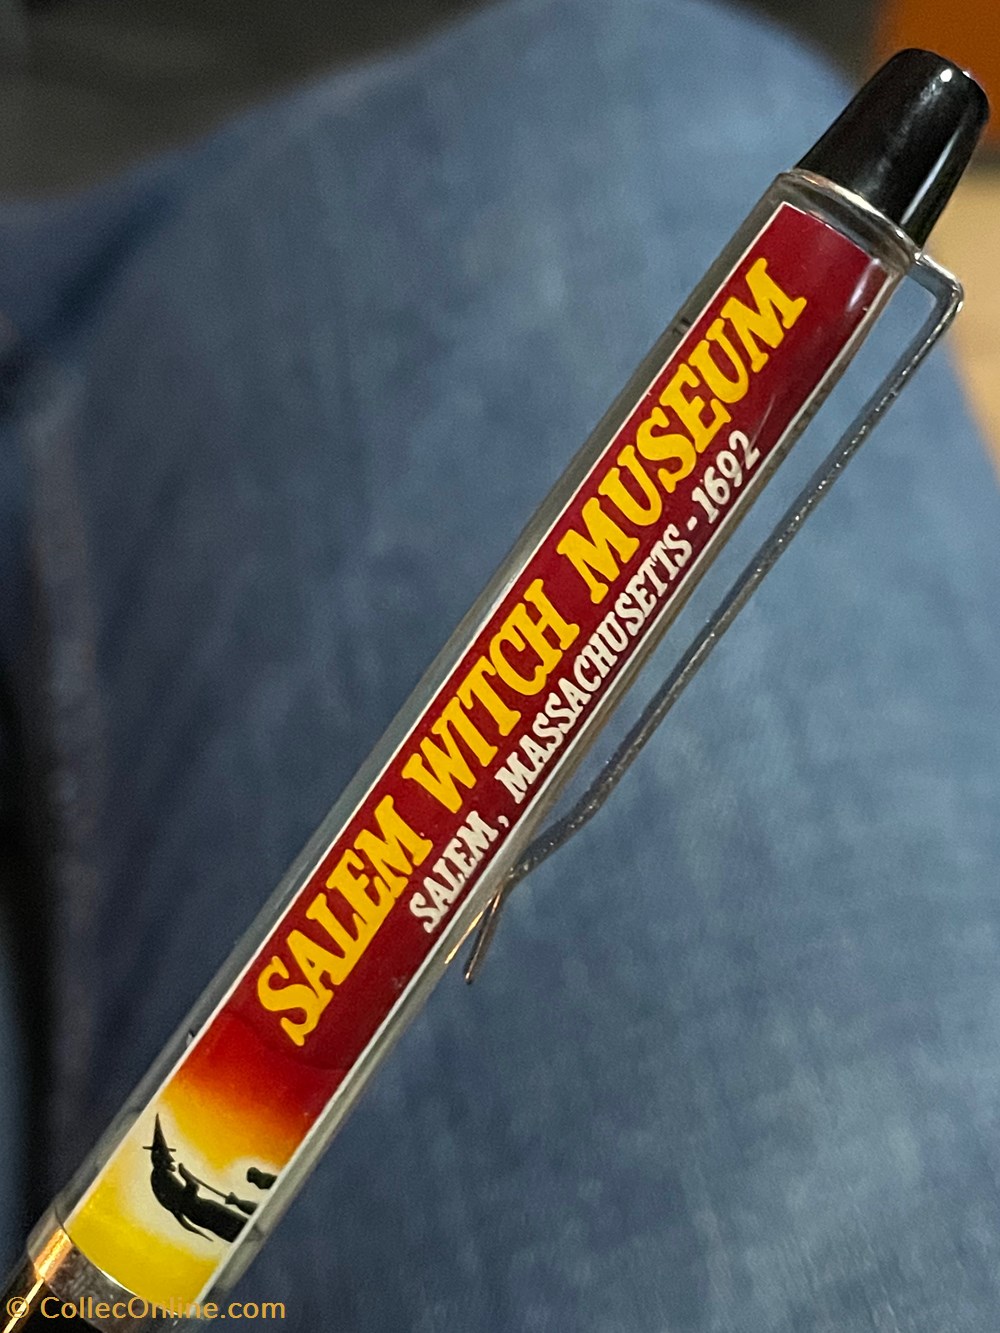 SALEM WITCH MUSEUM
SALEM, MASSACHUSETTS - 1692
© CollecOnline.com